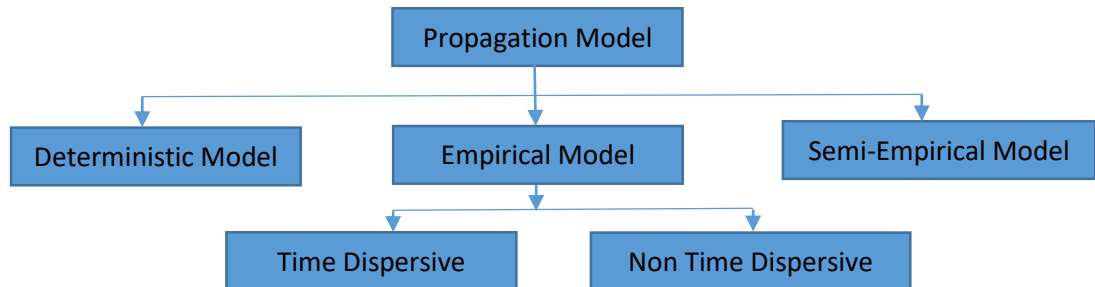 Propagation Model
Deterministic Model
Empirical Model
Semi-Empirical Model
Time Dispersive
Non Time Dispersive